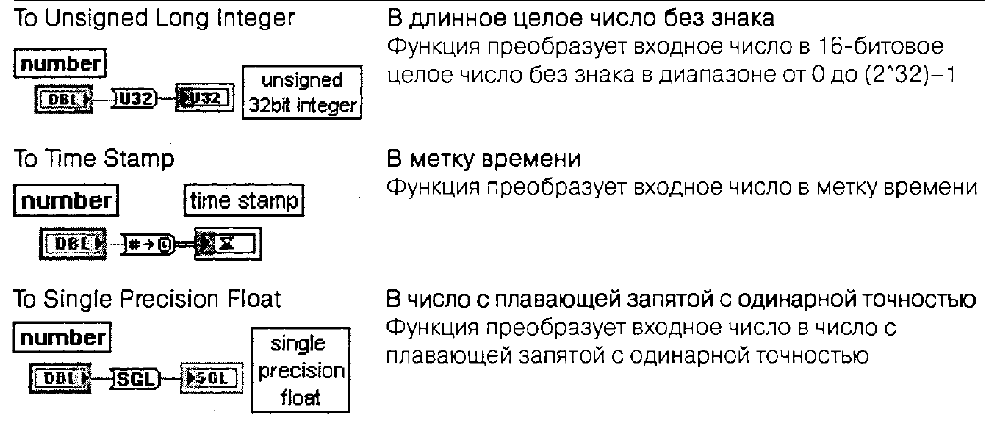 To Unsigned Long Integer
В длинное целое число без знака
Функция преобразует входное число в 16-битовое
целое число без знака в диапазоне от 0 до (2^32)–1
number
DBL
U32
U32
unsigned
32bit integer
To Time Stamp
В метку времени
Функция преобразует входное число в метку времени
number
time stamp
DBL
#→
To Single Precision Float
В число с плавающей запятой с одинарной точностью
Функция преобразует входное число в число с
плавающей запятой с одинарной точностью
number
DBL
SGL
SGL
single
precision
float